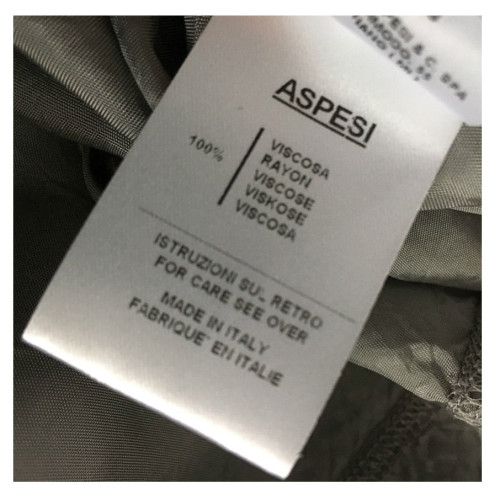 ASPESI
100%
VISCOSA
RAYON
VISCOSE
VISKOSE
VISCOSA
ISTRUZIONI SUL RETRO
FOR CARE SEE OVER
MADE IN ITALY
FABRIQUE' EN ITALIE
& C. SPA